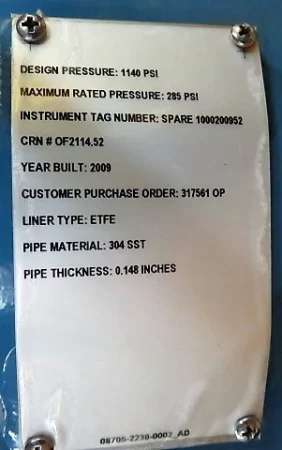 DESIGN PRESSURE: 1140 PSI
MAXIMUM RATED PRESSURE: 285 PSI
INSTRUMENT TAG NUMBER: SPARE 1000200952
CRN # OF2114.52
YEAR BUILT: 2009
CUSTOMER PURCHASE ORDER: 317561 OP
LINER TYPE: ETFE
PIPE MATERIAL: 304 SST
PIPE THICKNESS: 0.148 INCHES
08705-2230-0002_AD